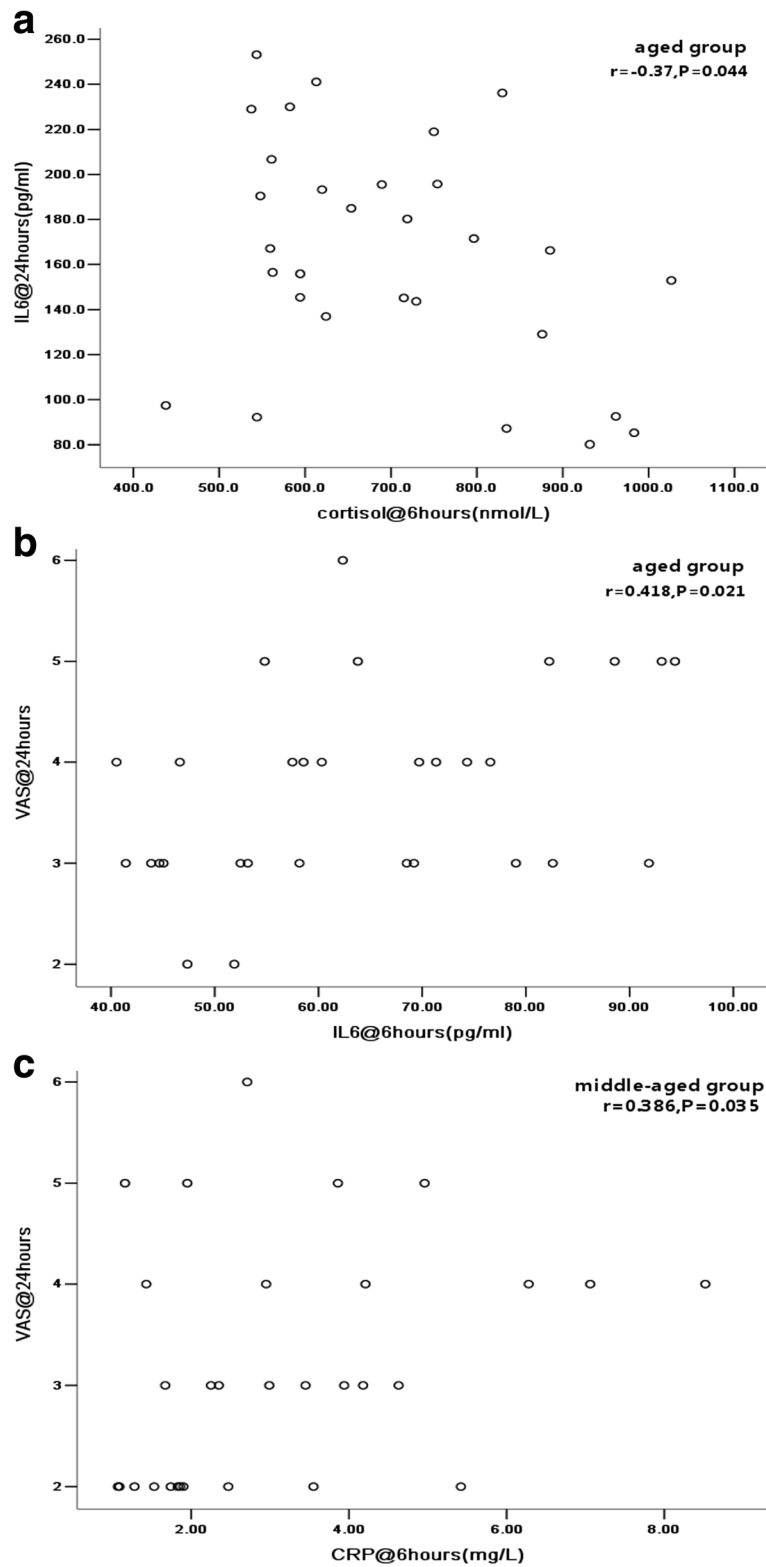 a
aged group
r=-0.37,P=0.044
260.0
240.0
220.0
200.0
180.0
160.0
140.0
120.0
100.0
80.0
IL6@24hours(pg/ml)
400.0 500.0 600.0 700.0 800.0 900.0 1000.0 1100.0
cortisol@6hours(nmol/L)
b
aged group
r=0.418,P=0.021
6
5
4
3
2
VAS@24hours
40.00 50.00 60.00 70.00 80.00 90.00 100.00
IL6@6hours(pg/ml)
c
middle-aged group
r=0.386,P=0.035
6
5
4
3
2
VAS@24hours
2.00 4.00 6.00 8.00
CRP@6hours(mg/L)